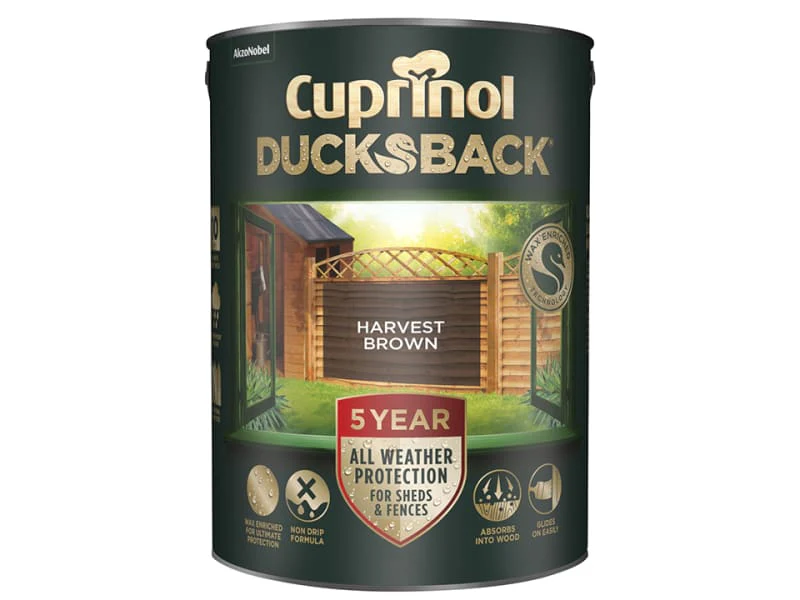 AkzoNobel
Cuprinol
DUCKSBACK®
WAX ENRICHED
TECHNOLOGY
HARVEST
BROWN
5 YEAR
ALL WEATHER
PROTECTION
FOR SHEDS
& FENCES
WAX ENRICHED
FOR ULTIMATE
PROTECTION
NON DRIP
FORMULA
ABSORBS
INTO WOOD
GLIDES
ON EASILY